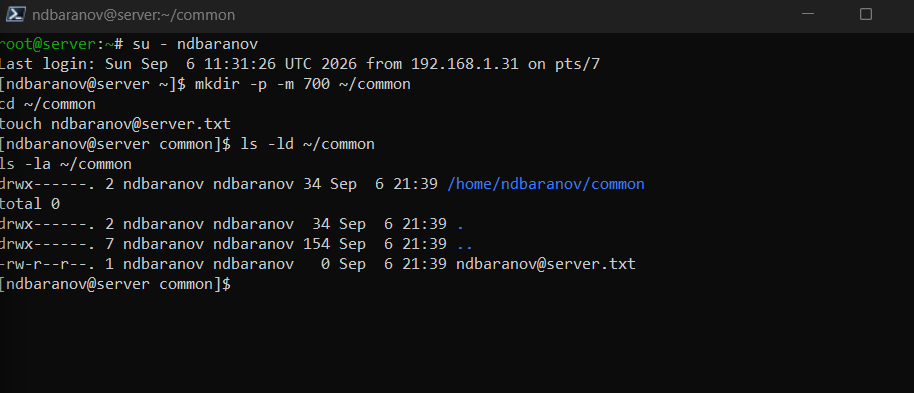 ndbaranov@server:~/common
root@server:~# su - ndbaranov
Last login: Sun Sep  6 11:31:26 UTC 2026 from 192.168.1.31 on pts/7
[ndbaranov@server ~]$ mkdir -p -m 700 ~/common
cd ~/common
touch ndbaranov@server.txt
[ndbaranov@server common]$ ls -ld ~/common
ls -la ~/common
drwx------. 2 ndbaranov ndbaranov 34 Sep  6 21:39 /home/ndbaranov/common
total 0
drwx------. 2 ndbaranov ndbaranov  34 Sep  6 21:39 .
drwx------. 7 ndbaranov ndbaranov 154 Sep  6 21:39 ..
-rw-r--r--. 1 ndbaranov ndbaranov   0 Sep  6 21:39 ndbaranov@server.txt
[ndbaranov@server common]$